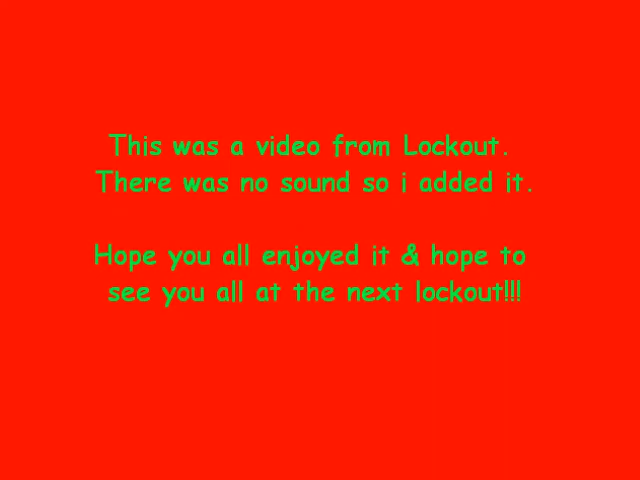 This was a video from Lockout.
There was no sound so i added it.
Hope you all enjoyed it & hope to
see you all at the next lockout!!!